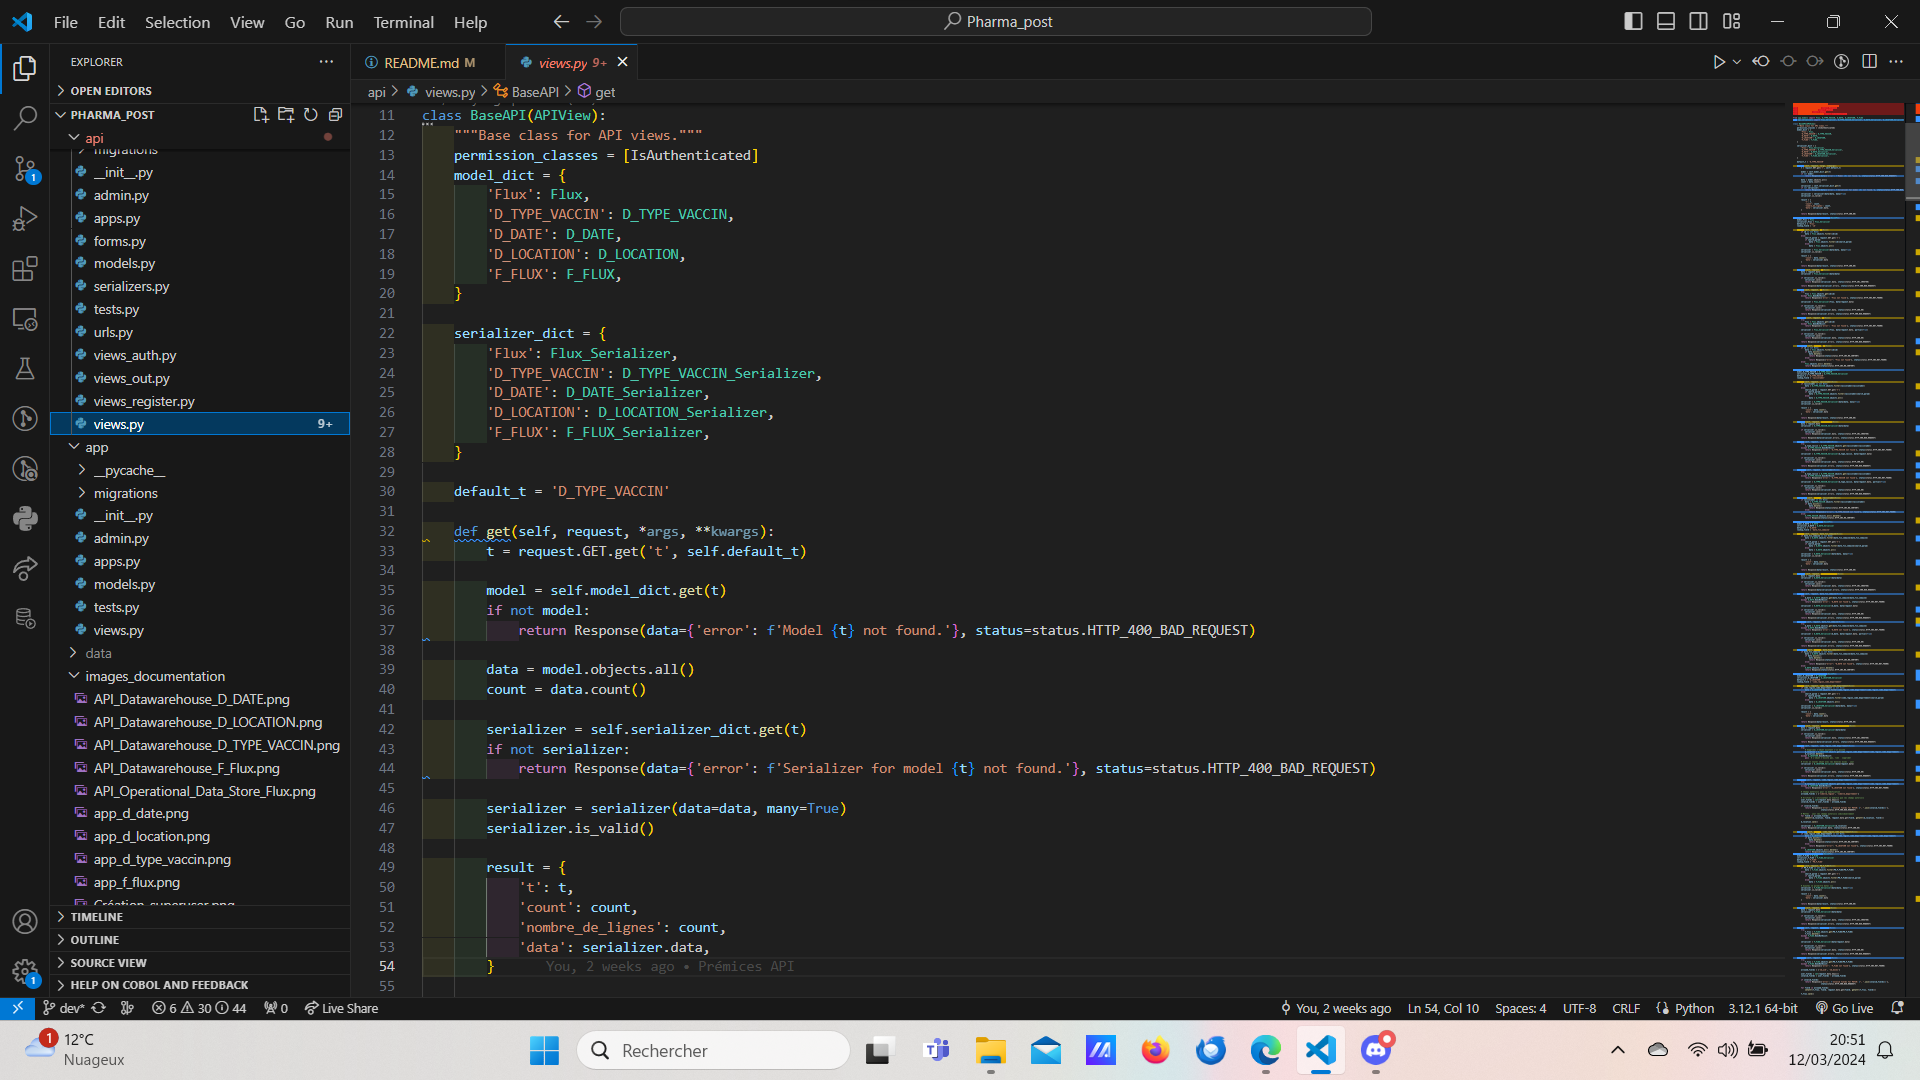 File Edit Selection View Go Run Terminal Help
Pharma_post
EXPLORER
OPEN EDITORS
PHARMA_POST
api
migrations
__init__.py
admin.py
apps.py
forms.py
models.py
serializers.py
tests.py
urls.py
views_auth.py
views_out.py
views_register.py
views.py 9+
app
__pycache__
migrations
__init__.py
admin.py
apps.py
models.py
tests.py
views.py
data
images_documentation
API_Datawarehouse_D_DATE.png
API_Datawarehouse_D_LOCATION.png
API_Datawarehouse_D_TYPE_VACCIN.png
API_Datawarehouse_F_Flux.png
API_Operational_Data_Store_Flux.png
app_d_date.png
app_d_location.png
app_d_type_vaccin.png
app_f_flux.png
Création_superuser.png
TIMELINE
OUTLINE
SOURCE VIEW
HELP ON COBOL AND FEEDBACK
1
1
README.md M
views.py 9+
api > views.py > BaseAPI > get
11 class BaseAPI(APIView):
12 """Base class for API views."""
13 permission_classes = [IsAuthenticated]
14 model_dict = {
15 'Flux': Flux,
16 'D_TYPE_VACCIN': D_TYPE_VACCIN,
17 'D_DATE': D_DATE,
18 'D_LOCATION': D_LOCATION,
19 'F_FLUX': F_FLUX,
20 }
21
22 serializer_dict = {
23 'Flux': Flux_Serializer,
24 'D_TYPE_VACCIN': D_TYPE_VACCIN_Serializer,
25 'D_DATE': D_DATE_Serializer,
26 'D_LOCATION': D_LOCATION_Serializer,
27 'F_FLUX': F_FLUX_Serializer,
28 }
29
30 default_t = 'D_TYPE_VACCIN'
31
32 def get(self, request, *args, **kwargs):
33 t = request.GET.get('t', self.default_t)
34
35 model = self.model_dict.get(t)
36 if not model:
37 return Response(data={'error': f'Model {t} not found.'}, status=status.HTTP_400_BAD_REQUEST)
38
39 data = model.objects.all()
40 count = data.count()
41
42 serializer = self.serializer_dict.get(t)
43 if not serializer:
44 return Response(data={'error': f'Serializer for model {t} not found.'}, status=status.HTTP_400_BAD_REQUEST)
45
46 serializer = serializer(data=data, many=True)
47 serializer.is_valid()
48
49 result = {
50 't': t,
51 'count': count,
52 'nombre_de_lignes': count,
53 'data': serializer.data,
54 } You, 2 weeks ago • Prémices API
55
dev* 6 30 44 0 Live Share
You, 2 weeks ago Ln 54, Col 10 Spaces: 4 UTF-8 CRLF Python 3.12.1 64-bit Go Live
1
12°C
Nuageux
Rechercher
20:51
12/03/2024